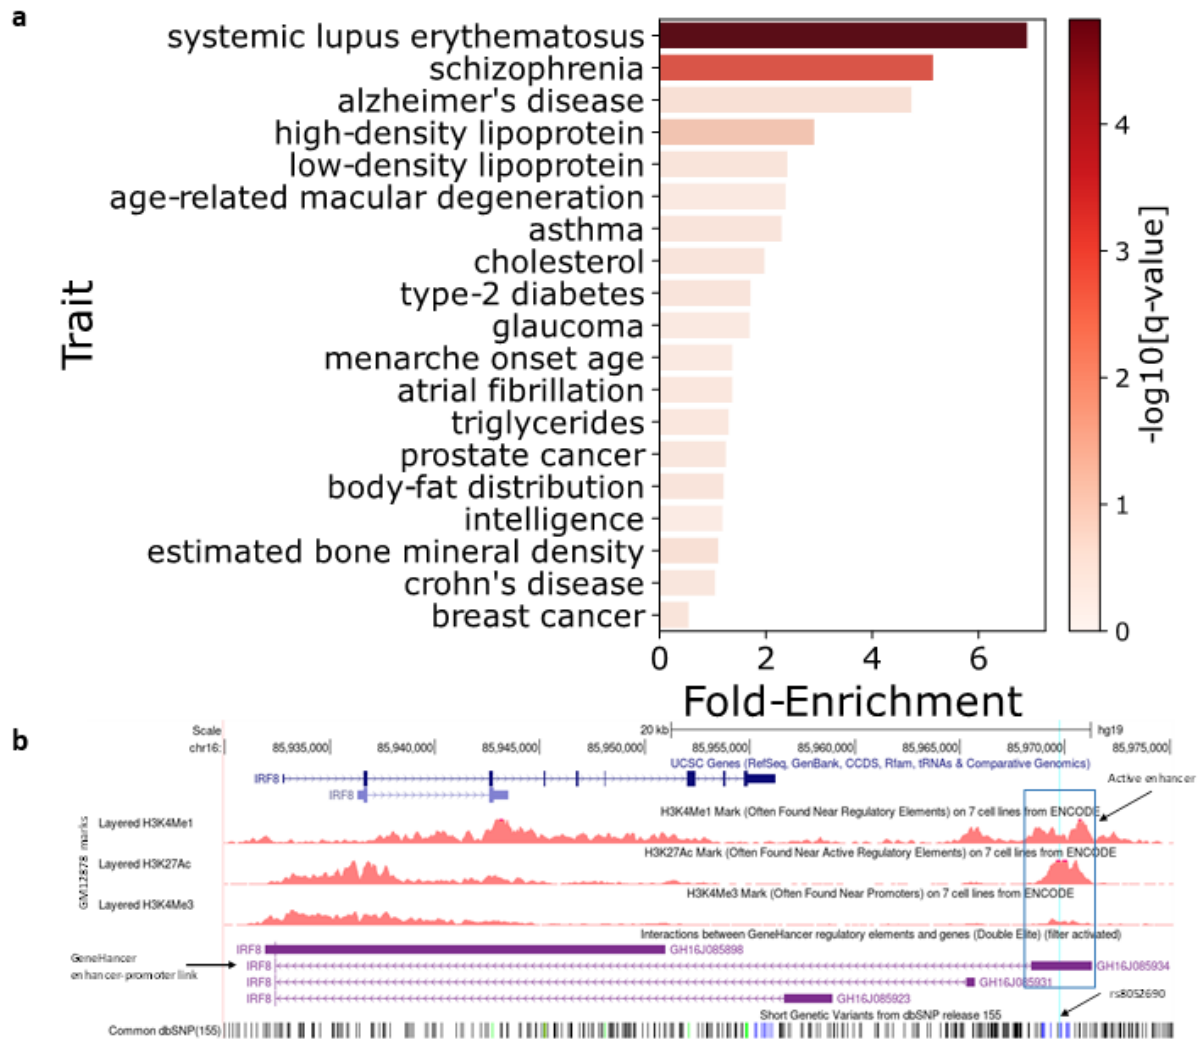 a
systemic lupus erythematosus
schizophrenia
alzheimer's disease
high-density lipoprotein
low-density lipoprotein
age-related macular degeneration
asthma
cholesterol
type-2 diabetes
glaucoma
menarche onset age
atrial fibrillation
triglycerides
prostate cancer
body-fat distribution
intelligence
estimated bone mineral density
crohn's disease
breast cancer
Trait
0 2 4 6
Fold-Enrichment
4
3
2
1
0
-log10[q-value]
b
Scale 20 kb hg19
chr16: 85,935,000 85,940,000 85,945,000 85,950,000 85,955,000 85,960,000 85,965,000 85,970,000 85,975,000
UCSC Genes (RefSeq, GenBank, CCDS, Rfam, tRNAs & Comparative Genomics)
IRF8
IRF8
Active enhancer
H3K4Me1 Mark (Often Found Near Regulatory Elements) on 7 cell lines from ENCODE
Layered H3K4Me1
H3K27Ac Mark (Often Found Near Active Regulatory Elements) on 7 cell lines from ENCODE
Layered H3K27Ac
H3K4Me3 Mark (Often Found Near Promoters) on 7 cell lines from ENCODE
Layered H3K4Me3
GM12878 marks
Interactions between GeneHancer regulatory elements and genes (Double Elite) (filter activated)
IRF8 GH16J085898
GeneHancer
enhancer-promoter link
IRF8 GH16J085934
IRF8 GH16J085931
IRF8 GH16J085923
rs8052690
Short Genetic Variants from dbSNP release 155
Common dbSNP(155)